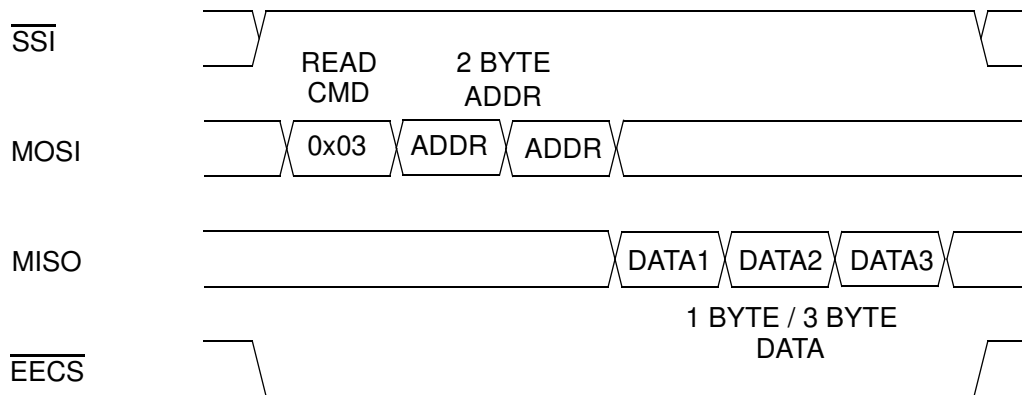 SSI
READ
CMD
2 BYTE
ADDR
MOSI
0x03 ADDR ADDR
MISO
DATA1 DATA2 DATA3
1 BYTE / 3 BYTE
DATA
EECS